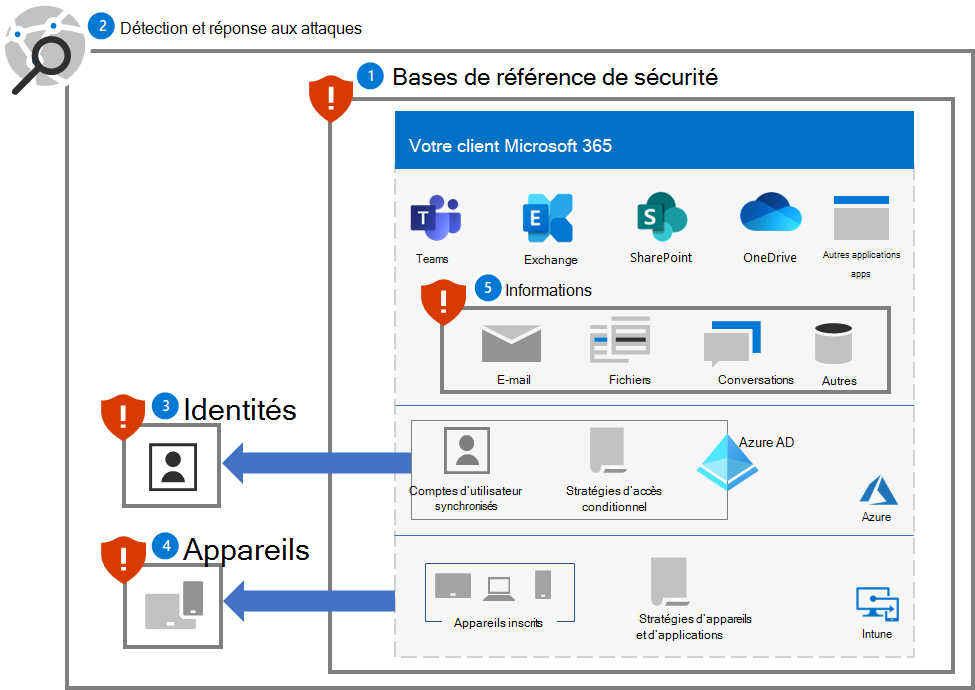 2 Détection et réponse aux attaques
1 Bases de référence de sécurité
Votre client Microsoft 365
T
E
S
Teams
Exchange
SharePoint
OneDrive
Autres applications
apps
5 Informations
E-mail
Fichiers
Conversations
Autres
3 Identités
Azure AD
Comptes d’utilisateur
synchronisés
Stratégies d’accès
conditionnel
Azure
4 Appareils
Appareils inscrits
Stratégies d’appareils
et d’applications
Intune